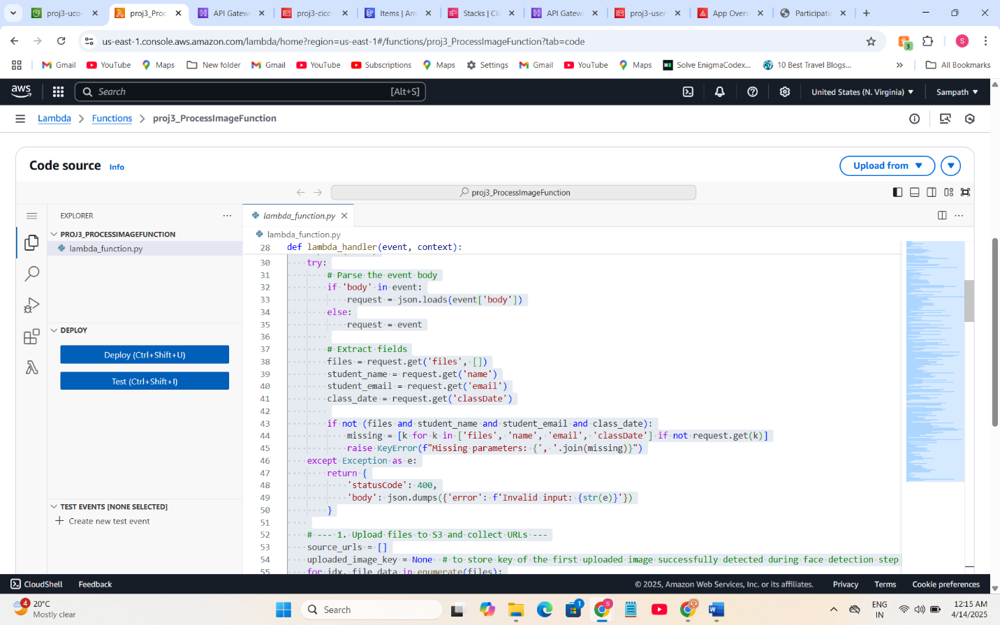 proj3-uco-
proj3_Proc
API Gatew
proj3-cicc-
Items | Am
Stacks | Cl
API Gatew
proj3-user
App Over
Participati
us-east-1.console.aws.amazon.com/lambda/home?region=us-east-1#/functions/proj3_ProcessImageFunction?tab=code
3
S
Gmail
YouTube
Maps
New folder
Gmail
YouTube
Subscriptions
Maps
Settings
Gmail
YouTube
Maps
Solve EnigmaCodex...
10 Best Travel Blogs...
»
All Bookmarks
aws
Search
[Alt+S]
United States (N. Virginia)
Sampath
Lambda > Functions > proj3_ProcessImageFunction
Code source Info
Upload from
proj3_ProcessImageFunction
EXPLORER
PROJ3_PROCESSIMAGEFUNCTION
lambda_function.py
DEPLOY
Deploy (Ctrl+Shift+U)
Test (Ctrl+Shift+I)
TEST EVENTS [NONE SELECTED]
+ Create new test event
lambda_function.py
lambda_function.py
28 def lambda_handler(event, context):
30 try:
31 # Parse the event body
32 if 'body' in event:
33 request = json.loads(event['body'])
34 else:
35 request = event
36
37 # Extract fields
38 files = request.get('files', [])
39 student_name = request.get('name')
40 student_email = request.get('email')
41 class_date = request.get('classDate')
42
43 if not (files and student_name and student_email and class_date):
44 missing = [k for k in ['files', 'name', 'email', 'classDate'] if not request.get(k)]
45 raise KeyError(f"Missing parameters: {', '.join(missing)}")
46 except Exception as e:
47 return {
48 'statusCode': 400,
49 'body': json.dumps({'error': f'Invalid input: {str(e)}'})
50 }
51
52 # --- 1. Upload files to S3 and collect URLs ---
53 source_urls = []
54 uploaded_image_key = None # to store key of the first uploaded image successfully detected during face detection step
55 for idx, file_data in enumerate(files):
CloudShell
Feedback
© 2025, Amazon Web Services, Inc. or its affiliates.
Privacy
Terms
Cookie preferences
4
20°C
Mostly clear
Search
1
S
ENG
IN
12:15 AM
4/14/2025